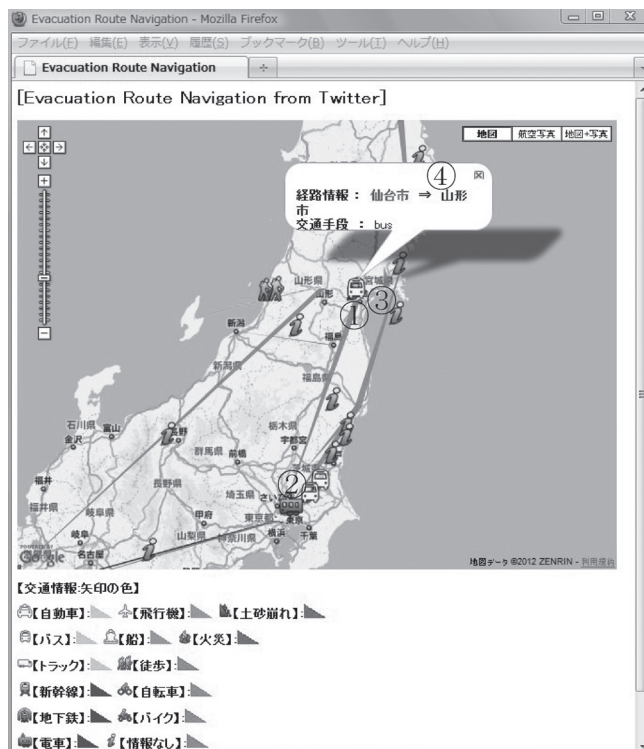 Evacuation Route Navigation - Mozilla Firefox
ファイル(F) 編集(E) 表示(V) 履歴(S) ブックマーク(B) ツール(T) ヘルプ(H)
Evacuation Route Navigation
[Evacuation Route Navigation from Twitter]
地図 航空写真 地図+写真
④
経路情報 : 仙台市 ⇒ 山形
市
交通手段 : bus
山形県 宮城県
山形
① ③
新潟
福島
新潟県
福島県
石川県 富山
栃木県
金沢 長野
宇都宮
群馬県 前橋
福井
長野県
②
埼玉県
福井県
岐阜県
甲府
東京都 東京
岐阜
山梨県 神奈川県
横浜 千葉
名古屋
POWERED BY
Google
地図データ ©2012 ZENRIN - 利用規約
【交通情報:矢印の色】
【自動車】: 【飛行機】: 【土砂崩れ】:
【バス】: 【船】: 【火災】:
【トラック】: 【徒歩】:
【新幹線】: 【自転車】:
【地下鉄】: 【バイク】:
【電車】: 【情報なし】: